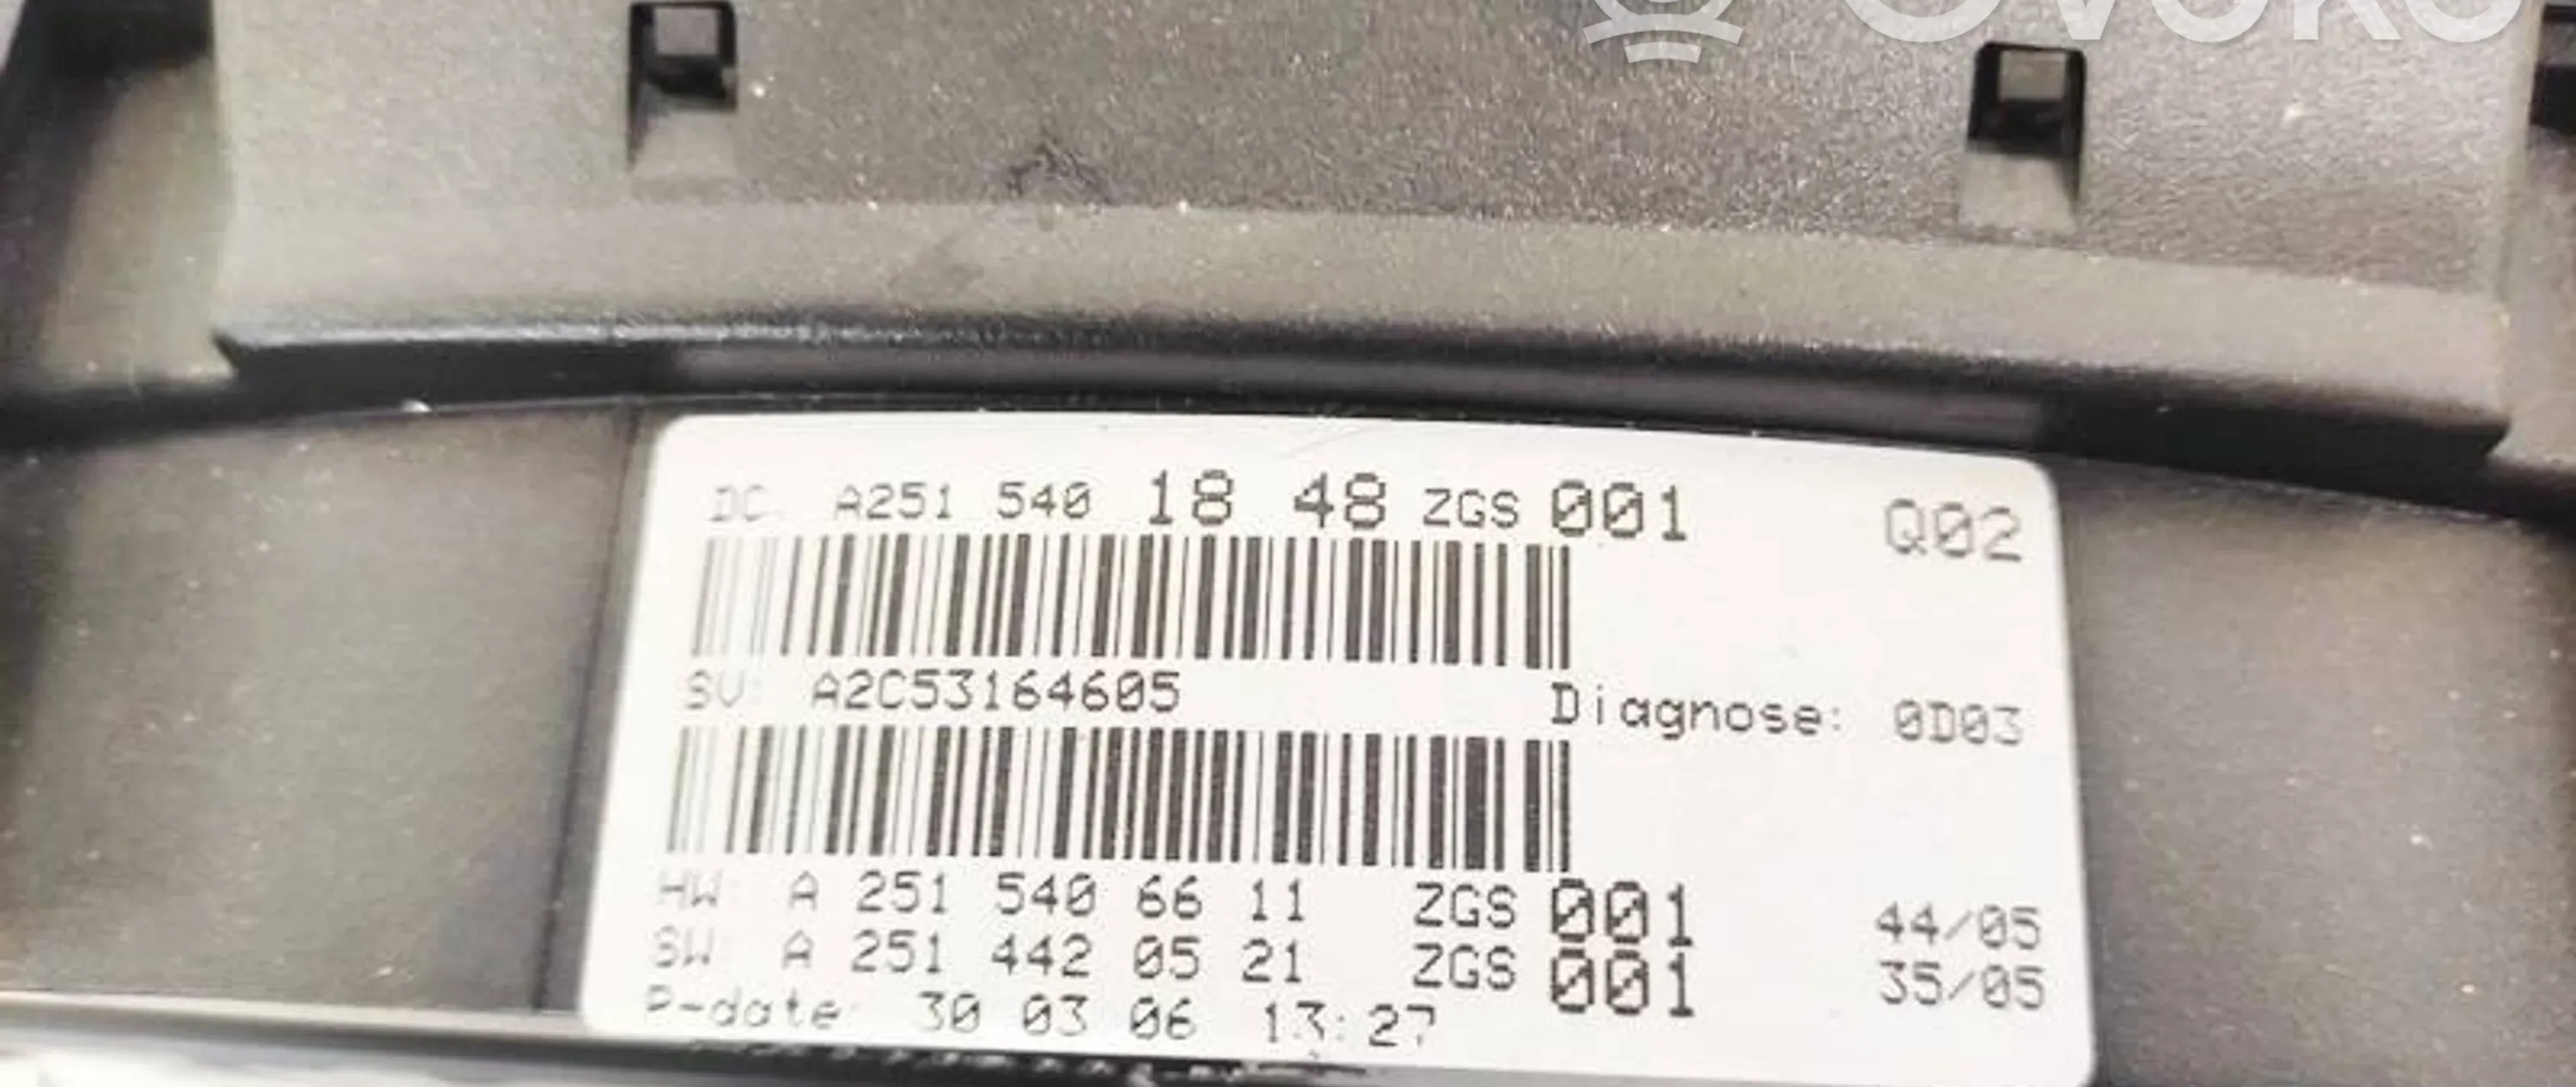 OVOKO
DC: A251 540 18 48 ZGS 001 Q02
SV: A2C53164605 Diagnose: 0D03
HW: A 251 540 66 11 ZGS 001 44/05
SW: A 251 442 05 21 ZGS 001 35/05
P-date: 30 03 06 13:27